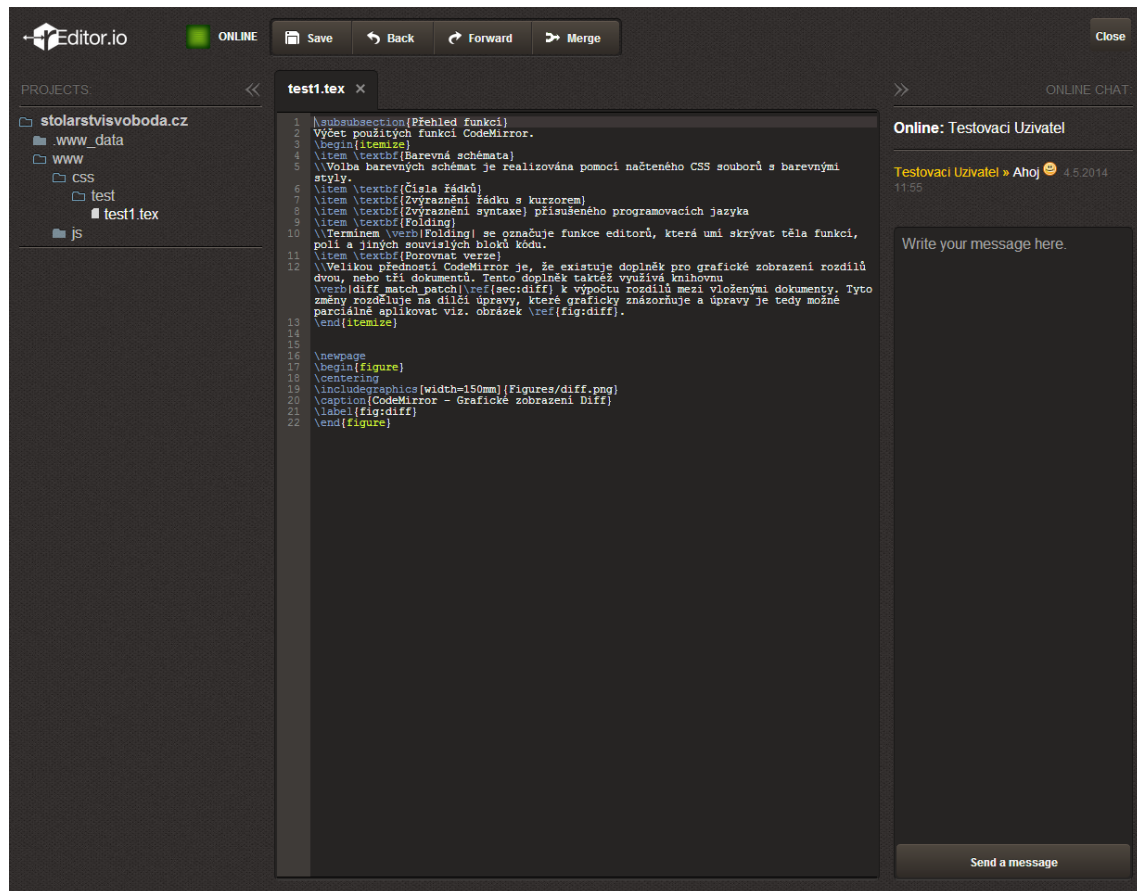 Editor.io
ONLINE
Save
Back
Forward
Merge
Close
PROJECTS:
stolarstvisvoboda.cz
.www_data
www
css
test
test1.tex
js
test1.tex ×
1 \subsubsection{Přehled funkcí}
2 Výčet použitých funkcí CodeMirror.
3 \begin{itemize}
4 \item \textbf{Barevná schémata}
5 \\Volba barevných schémat je realizována pomocí načteného CSS souborů s barevnými
styly.
6 \item \textbf{Čísla řádků}
7 \item \textbf{Zvýraznění řádku s kurzorem}
8 \item \textbf{Zvýraznění syntaxe} přísušeného programovacích jazyka
9 \item \textbf{Folding}
10 \\Termínem \verb|Folding| se označuje funkce editorů, která umí skrývat těla funkcí,
polí a jiných souvislých bloků kódu.
11 \item \textbf{Porovnat verze}
12 \\Velikou předností CodeMirror je, že existuje doplněk pro grafické zobrazení rozdílů
dvou, nebo tří dokumentů. Tento doplněk taktéž využívá knihovnu
\verb|diff_match_patch|\ref{sec:diff} k výpočtu rozdílů mezi vloženými dokumenty. Tyto
změny rozděluje na dílčí úpravy, které graficky znázorňuje a úpravy je tedy možné
parciálně aplikovat viz. obrázek \ref{fig:diff}.
13 \end{itemize}
14
15
16 \newpage
17 \begin{figure}
18 \centering
19 \includegraphics[width=150mm]{Figures/diff.png}
20 \caption{CodeMirror - Grafické zobrazení Diff}
21 \label{fig:diff}
22 \end{figure}
ONLINE CHAT:
Online: Testovaci Uzivatel
Testovaci Uzivatel » Ahoj 4.5.2014
11:55
Write your message here.
Send a message